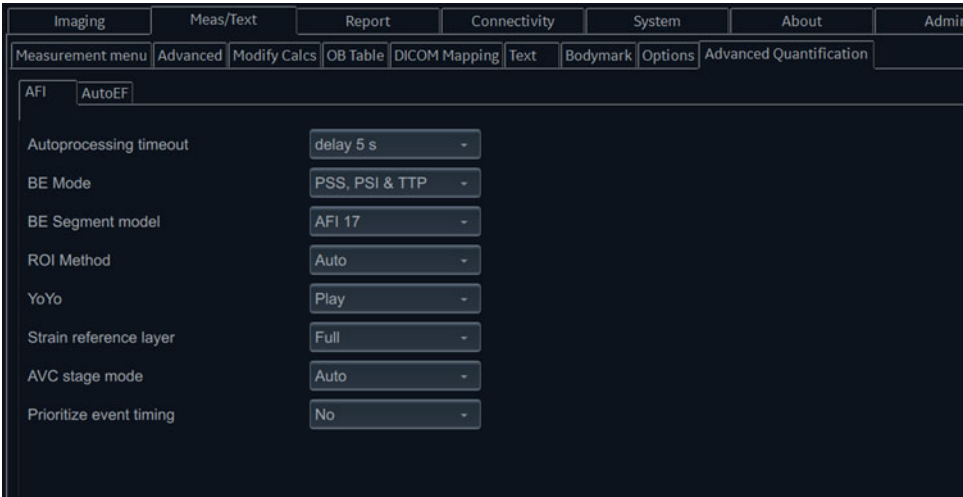 Imaging Meas/Text Report Connectivity System About
Measurement menu Advanced Modify Calcs OB Table DICOM Mapping Text Bodymark Options Advanced Quantification
AFI AutoEF
Autoprocessing timeout delay 5 s
BE Mode PSS, PSI & TTP
BE Segment model AFI 17
ROI Method Auto
YoYo Play
Strain reference layer Full
AVC stage mode Auto
Prioritize event timing No